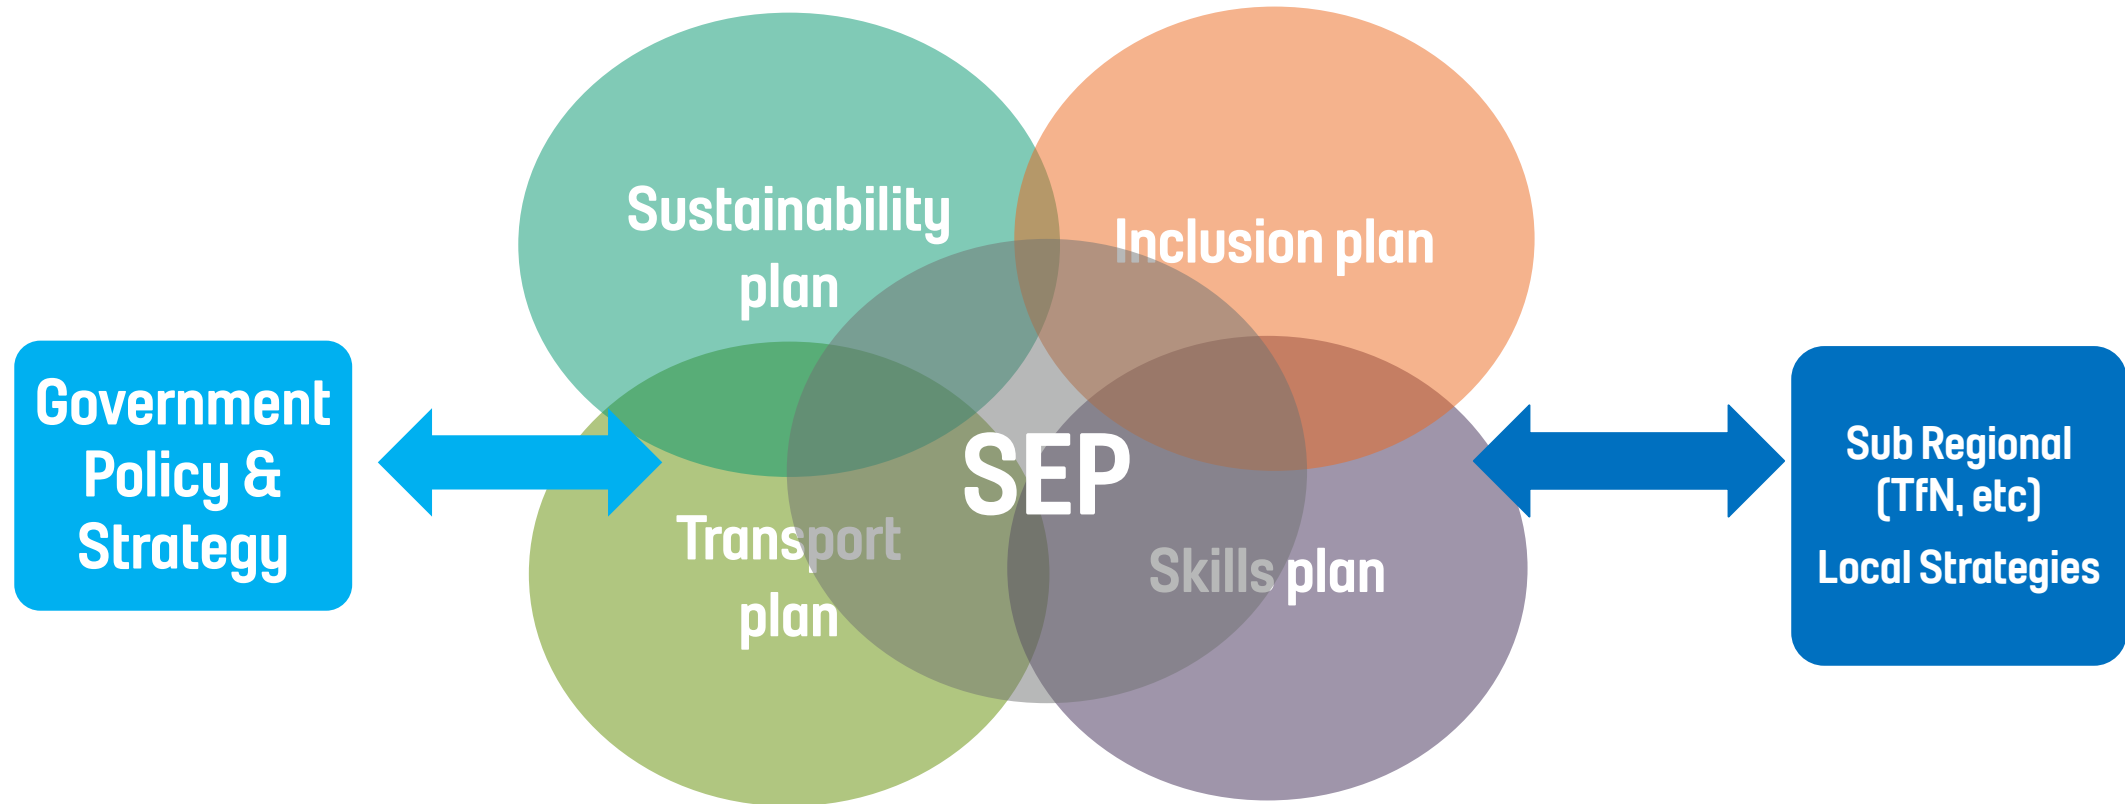 Sustainability
plan
Inclusion plan
Government
Policy &
Strategy
SEP
Sub Regional
(TfN, etc)
Local Strategies
Transport
plan
Skills plan